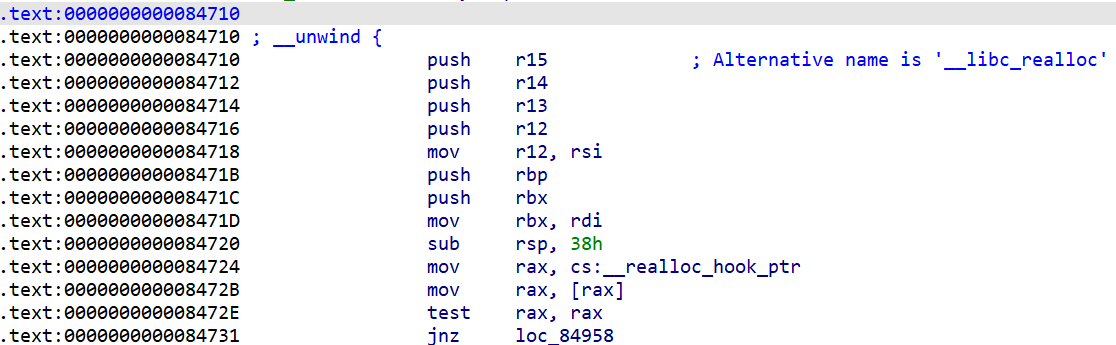 .text:0000000000084710
.text:0000000000084710 ; __unwind {
.text:0000000000084710 push r15 ; Alternative name is '__libc_realloc'
.text:0000000000084712 push r14
.text:0000000000084714 push r13
.text:0000000000084716 push r12
.text:0000000000084718 mov r12, rsi
.text:000000000008471B push rbp
.text:000000000008471C push rbx
.text:000000000008471D mov rbx, rdi
.text:0000000000084720 sub rsp, 38h
.text:0000000000084724 mov rax, cs:__realloc_hook_ptr
.text:000000000008472B mov rax, [rax]
.text:000000000008472E test rax, rax
.text:0000000000084731 jnz loc_84958